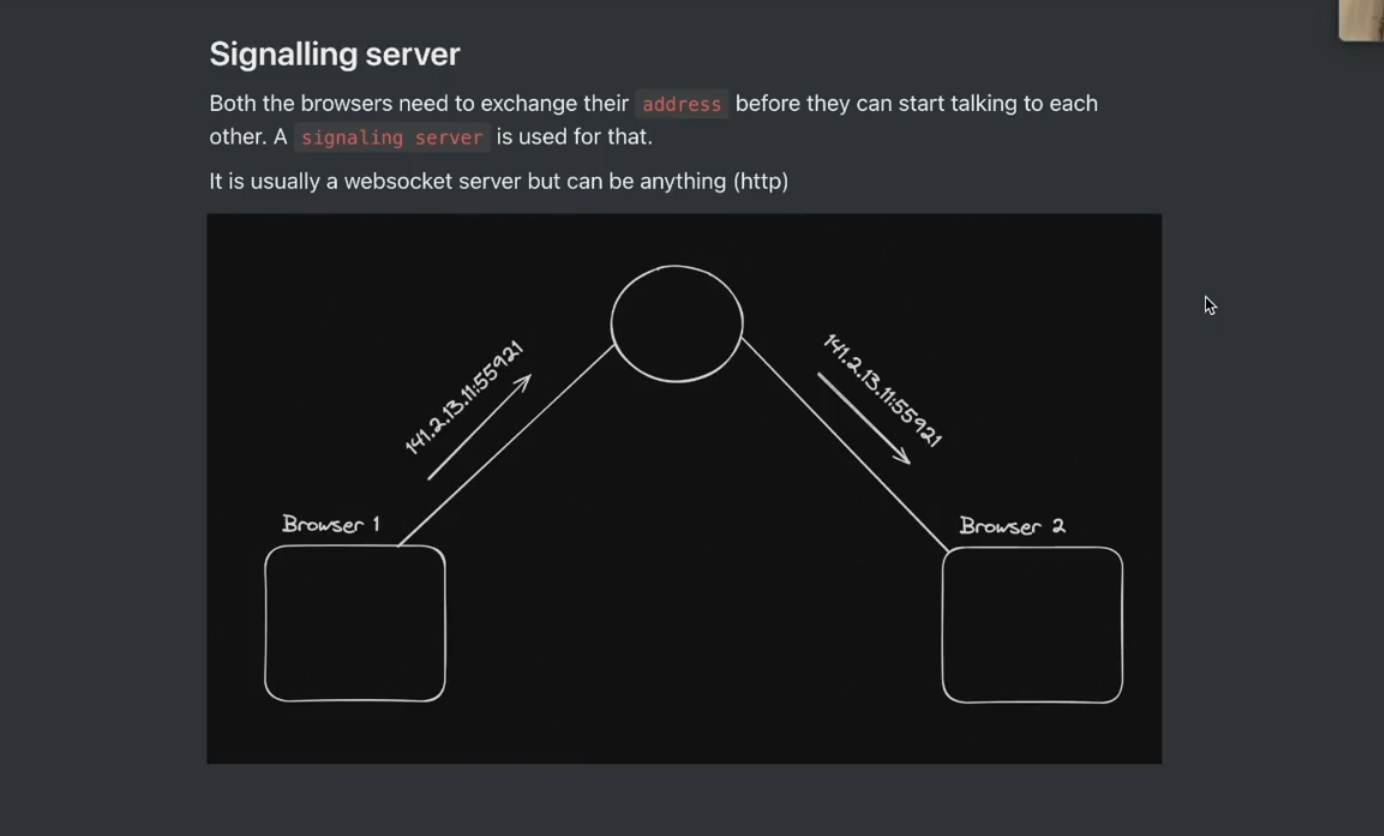 Signalling server
Both the browsers need to exchange their address before they can start talking to each
other. A signaling server is used for that.
It is usually a websocket server but can be anything (http)
141.2.13.11:55921
141.2.13.11:55921
Browser 1
Browser 2